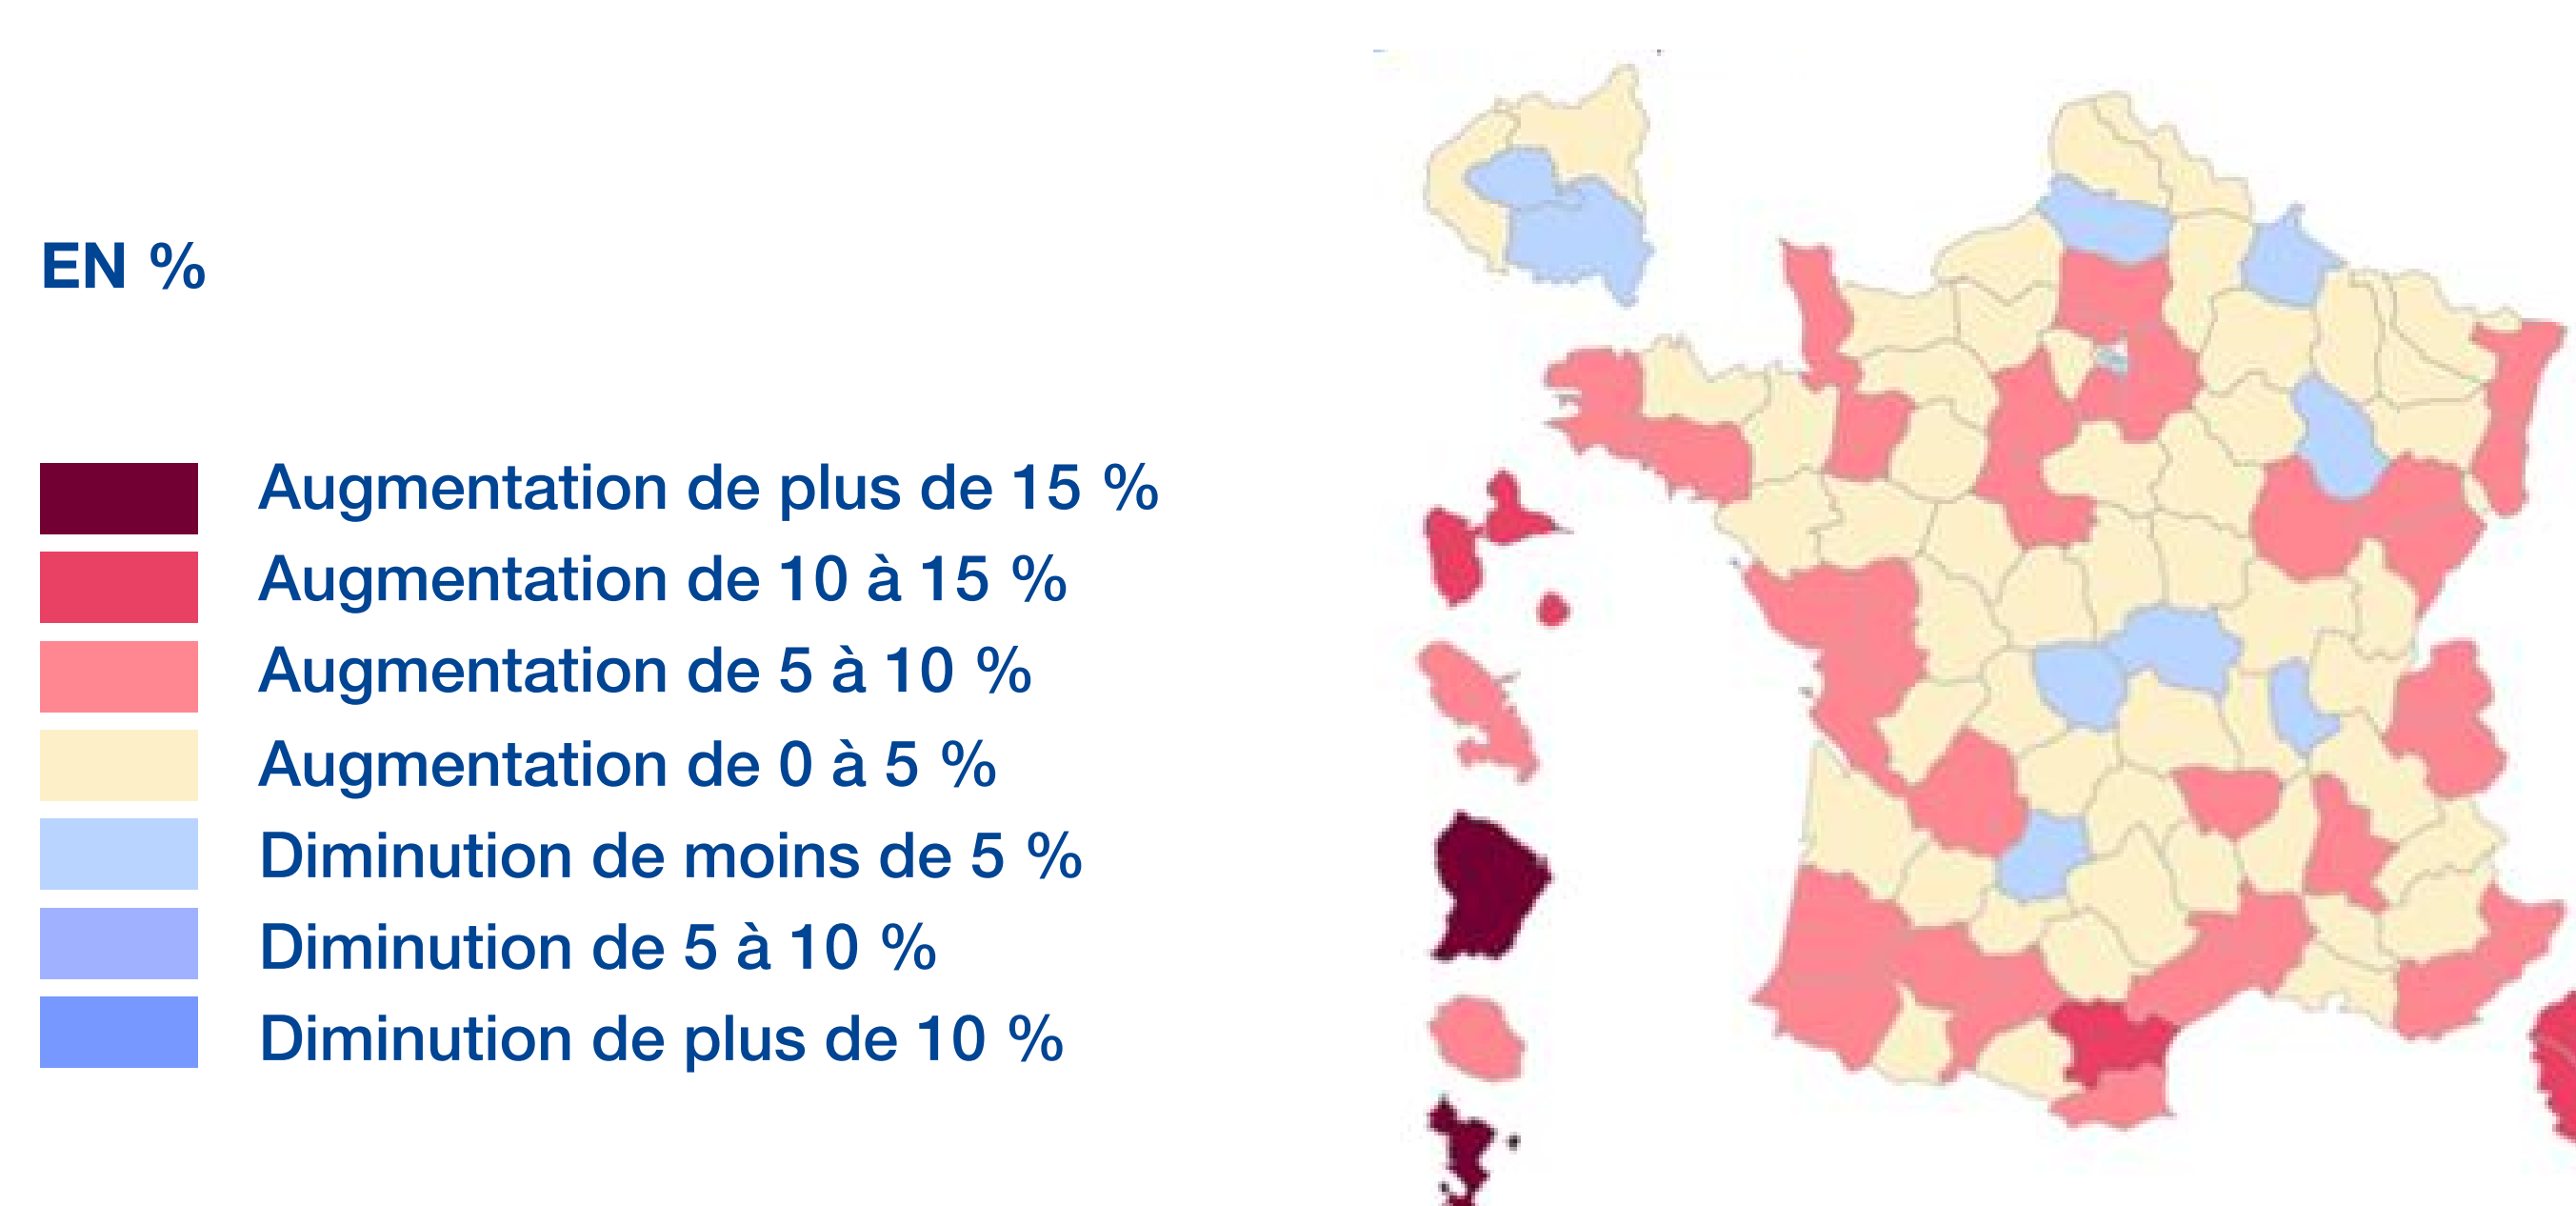 EN %
Augmentation de plus de 15 %
Augmentation de 10 à 15 %
Augmentation de 5 à 10 %
Augmentation de 0 à 5 %
Diminution de moins de 5 %
Diminution de 5 à 10 %
Diminution de plus de 10 %